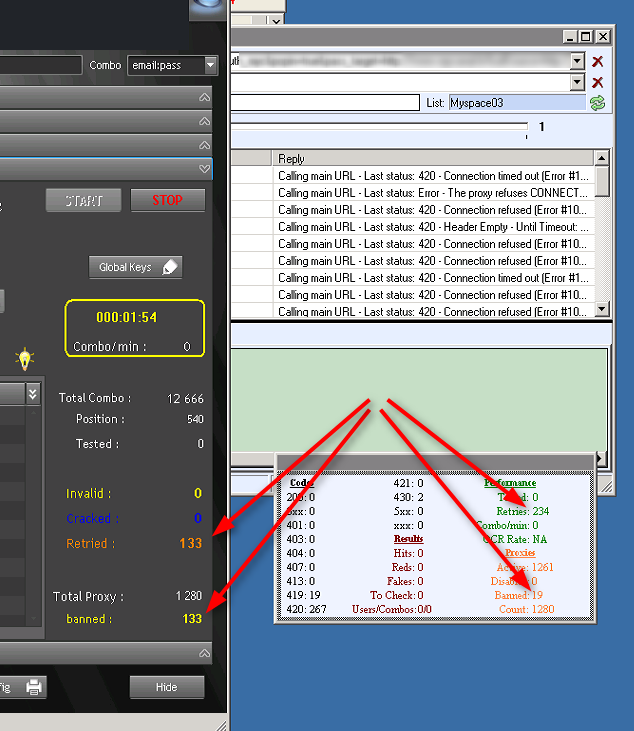 Combo email:pass
START STOP
Global Keys
000:01:54
Combo/min : 0
Total Combo : 12 666
Position : 540
Tested : 0
Invalid : 0
Cracked : 0
Retried : 133
Total Proxy : 1 280
banned : 133
fig
Hide
List: Myspace03
1
Reply
Calling main URL - Last status: 420 - Connection timed out (Error #1...
Calling main URL - Last status: Error - The proxy refuses CONNECT...
Calling main URL - Last status: 420 - Connection refused (Error #10...
Calling main URL - Last status: 420 - Header Empty - Until Timeout: ...
Calling main URL - Last status: 420 - Connection refused (Error #10...
Calling main URL - Last status: 420 - Connection refused (Error #10...
Calling main URL - Last status: 420 - Connection timed out (Error #1...
Calling main URL - Last status: 420 - Connection refused (Error #10...
Calling main URL - Last status: 420 - Connection refused (Error #10...
Codes 421: 0 Performance
430: 2
3xx: 0 5xx: 0 Retries: 234
401: 0 xxx: 0 Combo/min: 0
403: 0 Results OCR Rate: NA
404: 0 Hits: 0 Proxies
407: 0 Reds: 0 Active: 1261
413: 0 Fakes: 0
419: 19 To Check: 0 Banned: 19
420: 267 Users/Combos:0/0 Count: 1280